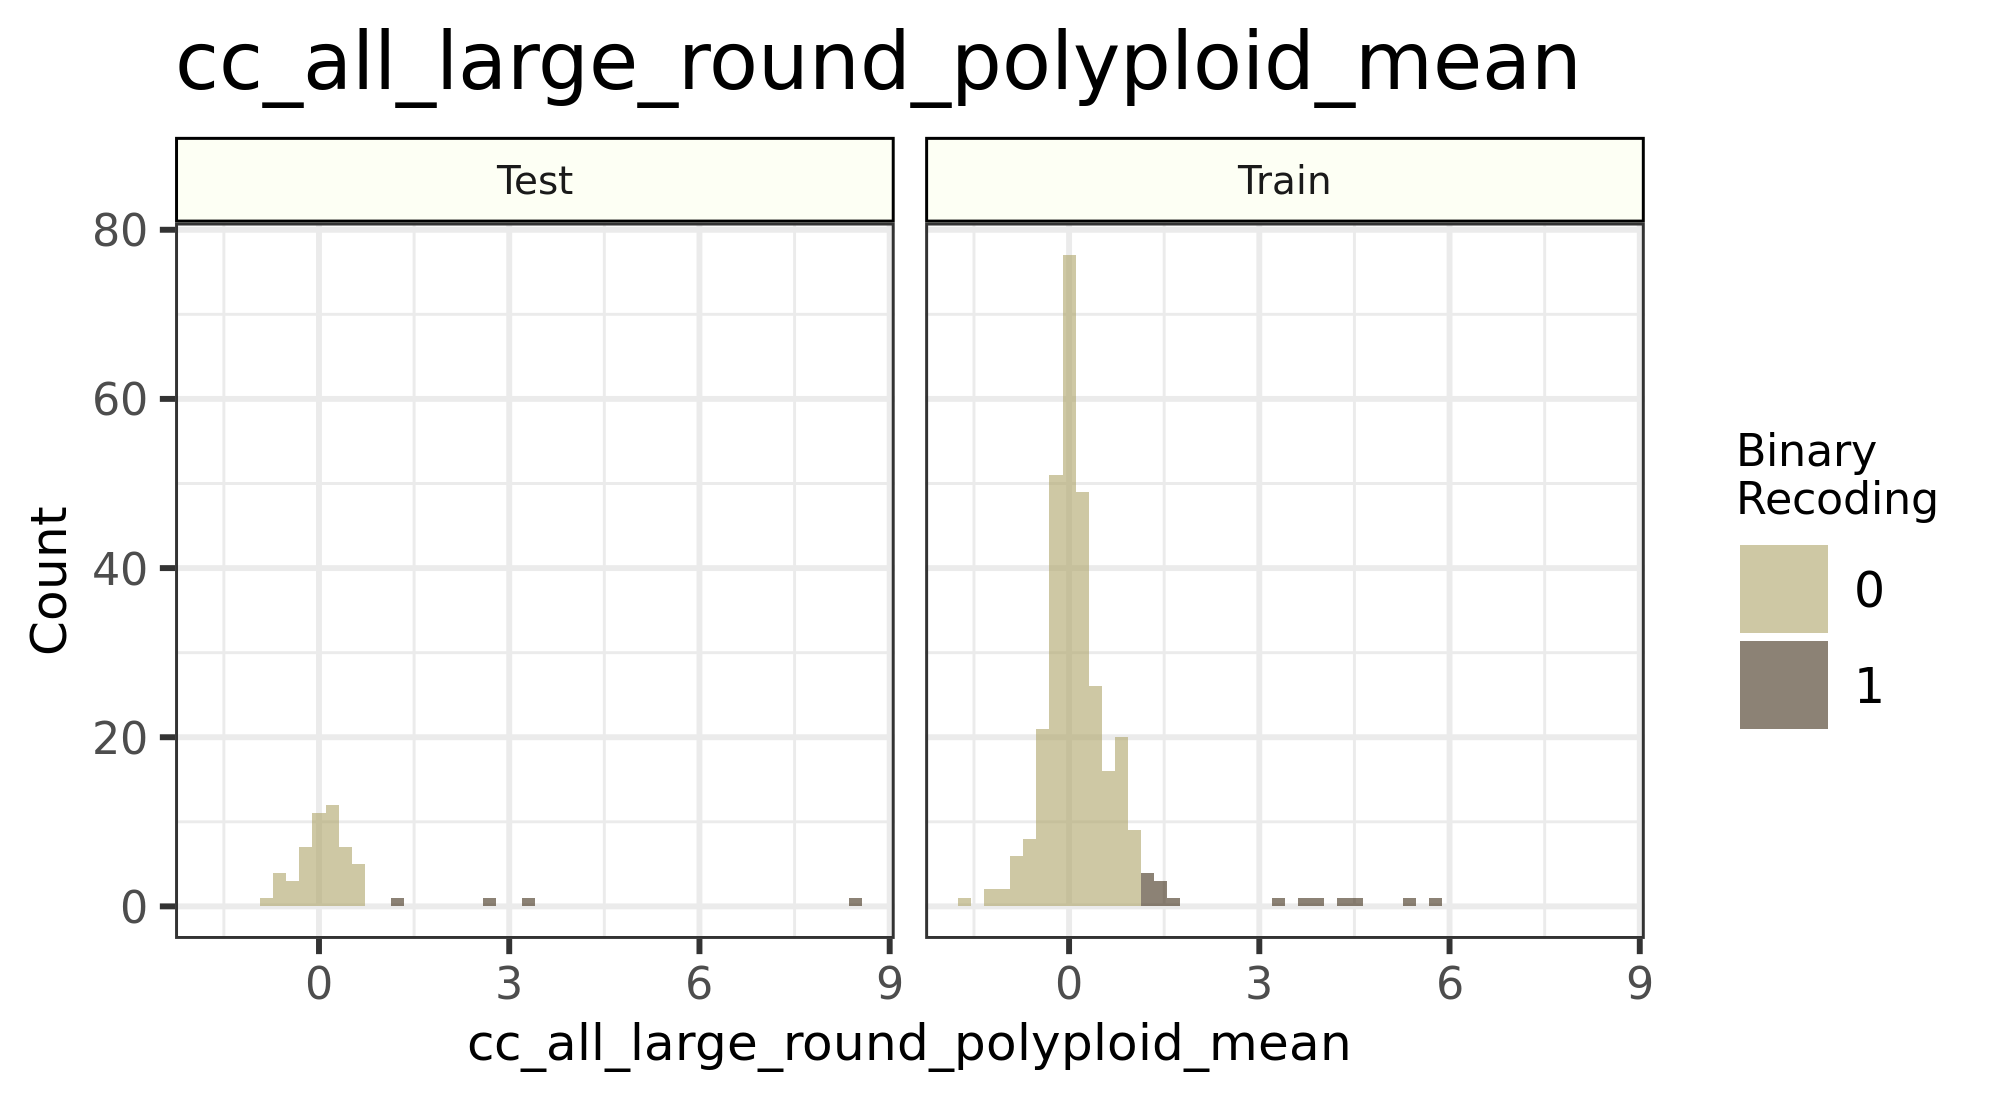 cc_all_large_round_polyploid_mean
Test
Train
80
60
40
20
0
Count
0
3
6
9
0
3
6
9
cc_all_large_round_polyploid_mean
Binary
Recoding
0
1